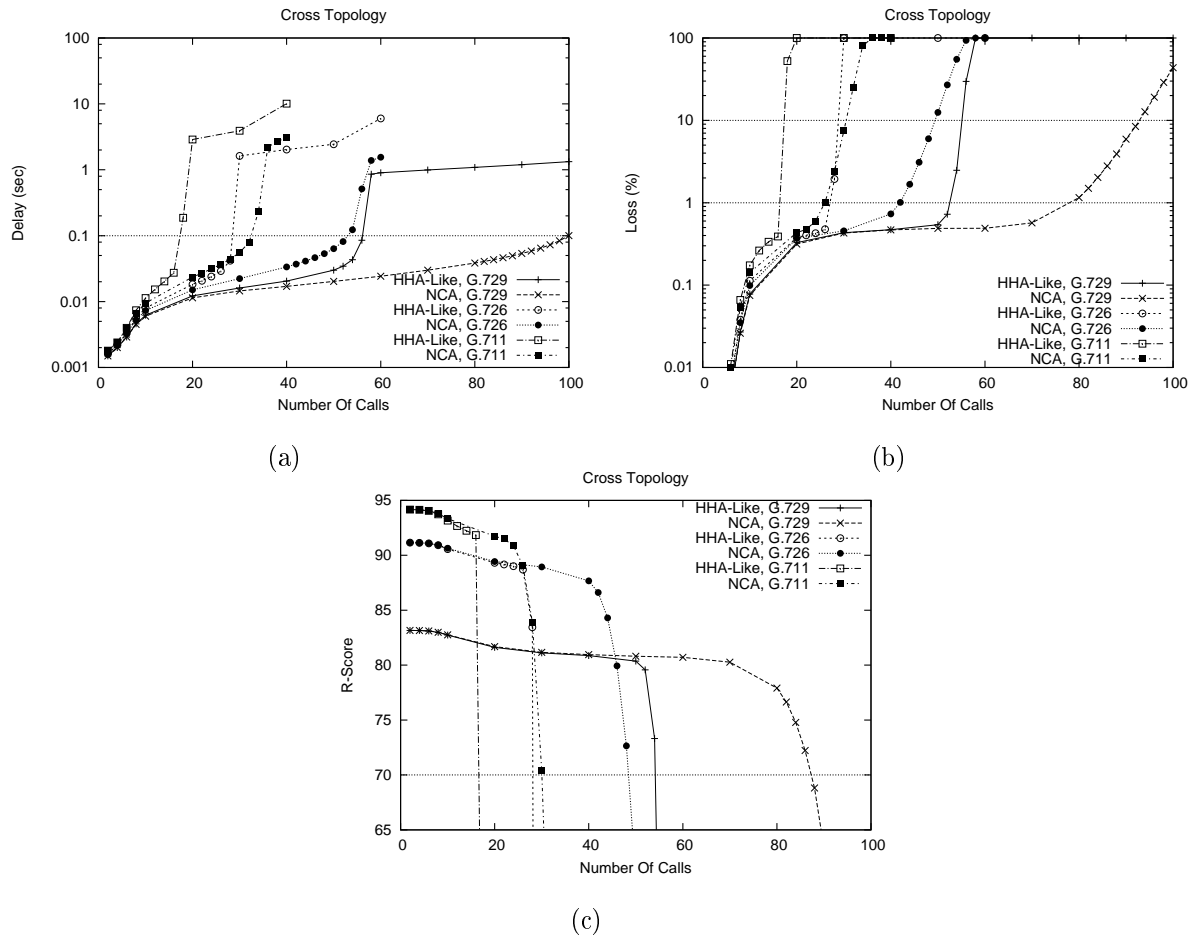 Cross Topology
100
10
1
0.1
0.01
0.001
Delay (sec)
0 20 40 60 80 100
Number Of Calls
HHA-Like, G.729
NCA, G.729
HHA-Like, G.726
NCA, G.726
HHA-Like, G.711
NCA, G.711
(a)
Cross Topology
100
10
1
0.1
0.01
Loss (%)
0 20 40 60 80 100
Number Of Calls
HHA-Like, G.729
NCA, G.729
HHA-Like, G.726
NCA, G.726
HHA-Like, G.711
NCA, G.711
(b)
Cross Topology
95
90
85
80
75
70
65
R-Score
0 20 40 60 80 100
Number Of Calls
HHA-Like, G.729
NCA, G.729
HHA-Like, G.726
NCA, G.726
HHA-Like, G.711
NCA, G.711
(c)